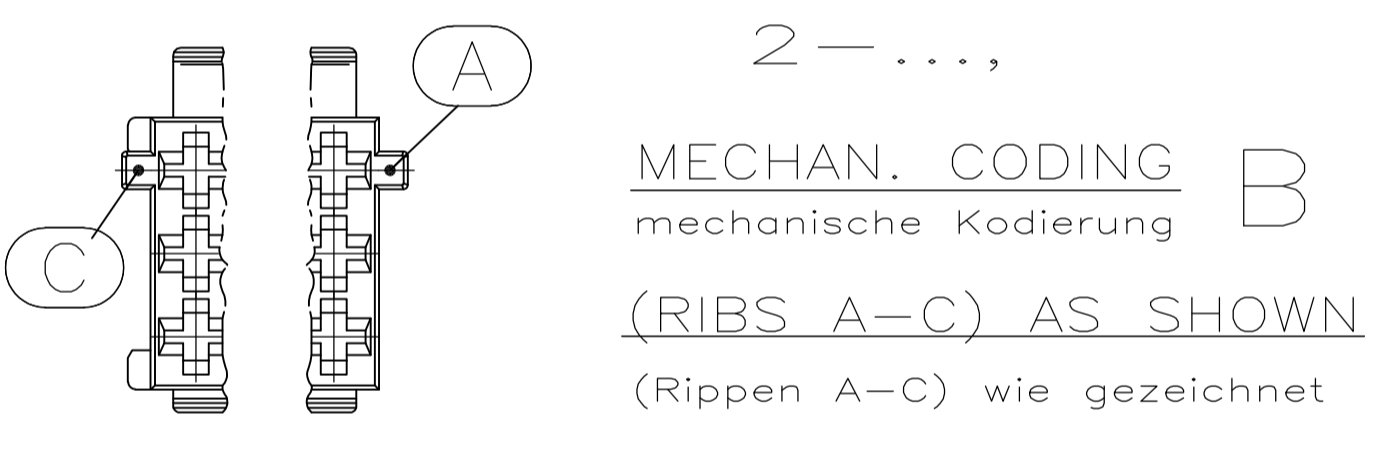 A
C
2-...,
MECHAN. CODING B
mechanische Kodierung
(RIBS A-C) AS SHOWN
(Rippen A-C) wie gezeichnet